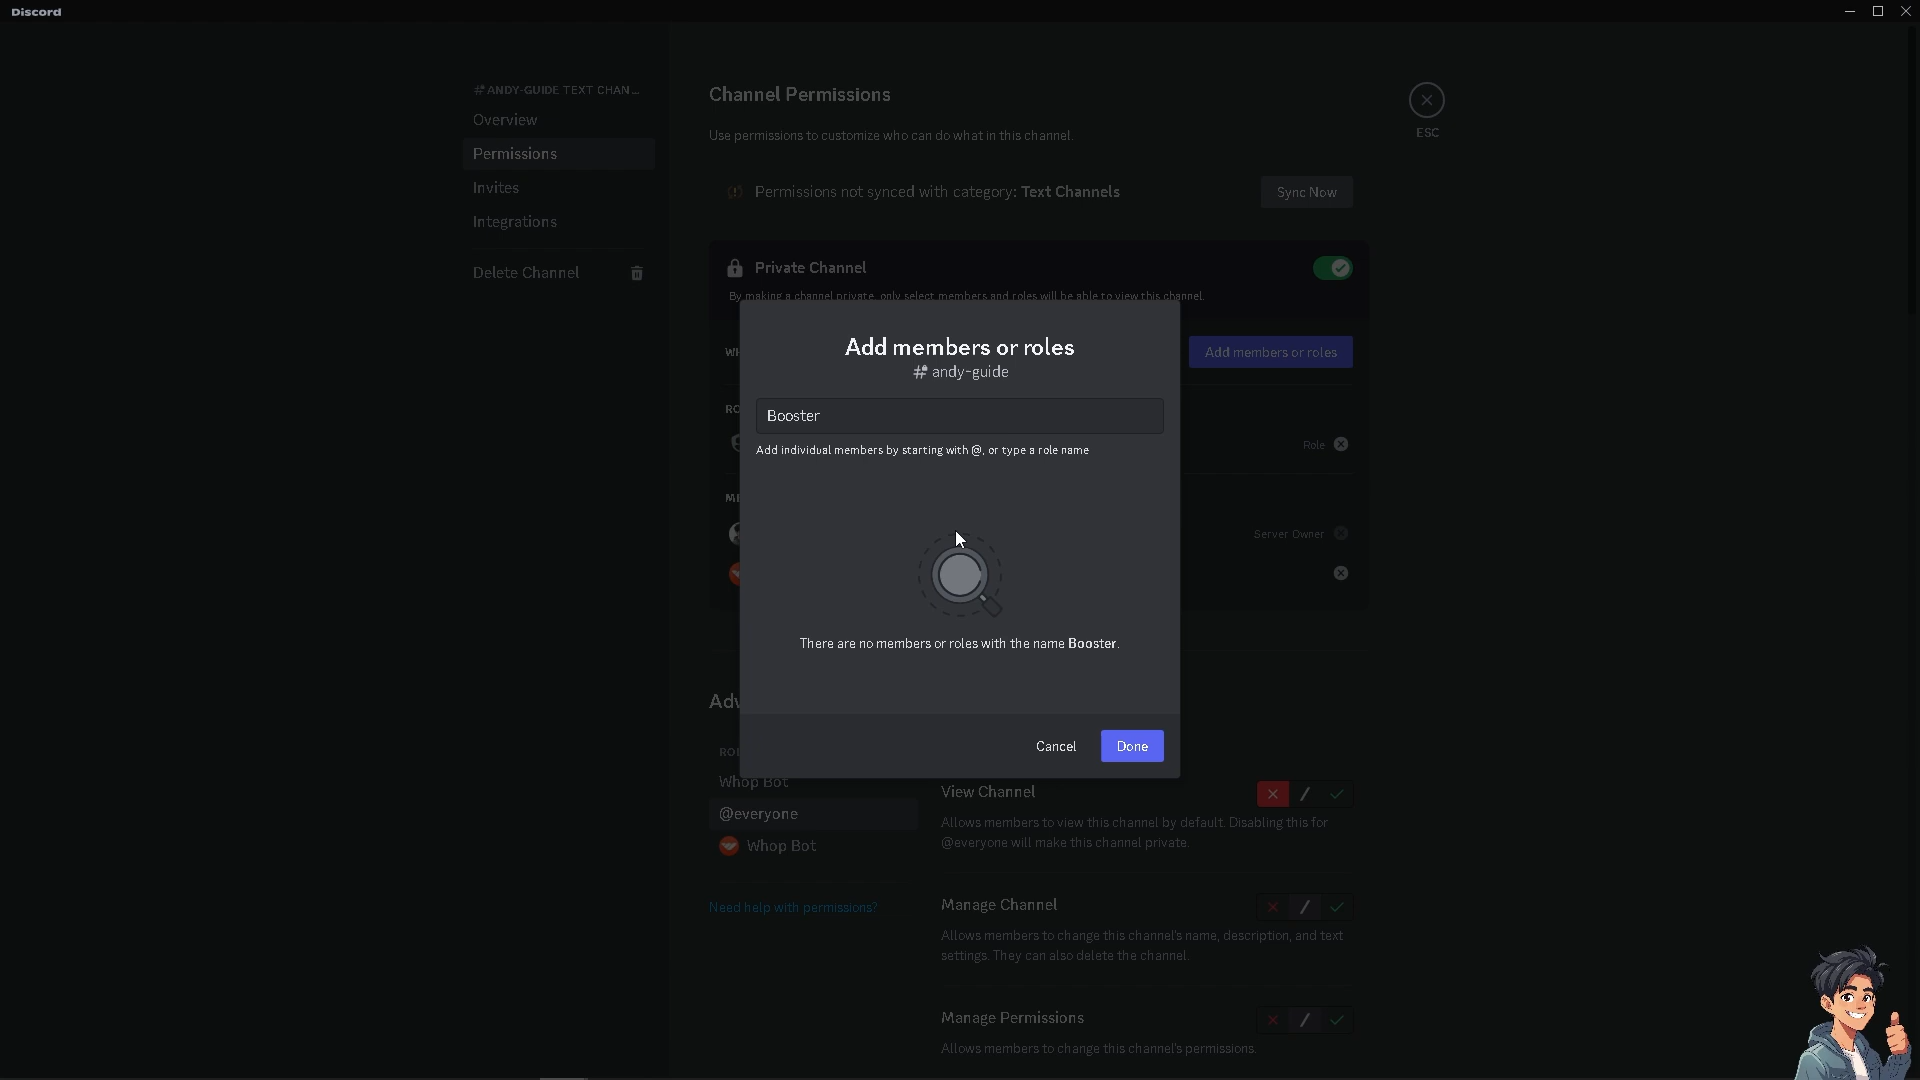 Discord
#ANDY-GUIDE TEXT CHAN...
Overview
Permissions
Invites
Integrations
Delete Channel
Channel Permissions
ESC
Use permissions to customize who can do what in this channel.
Permissions not synced with category: Text Channels
Sync Now
Private Channel
By making a channel private, only select members and roles will be able to view this channel.
Add members or roles
Role
Server Owner
Add members or roles
# andy-guide
Booster
Add individual members by starting with @, or type a role name
There are no members or roles with the name Booster.
Cancel
Done
Whop Bot
@everyone
Whop Bot
Need help with permissions?
View Channel
Allows members to view this channel by default. Disabling this for
@everyone will make this channel private.
Manage Channel
Allows members to change this channel's name, description, and text
settings. They can also delete the channel.
Manage Permissions
Allows members to change this channel's permissions.